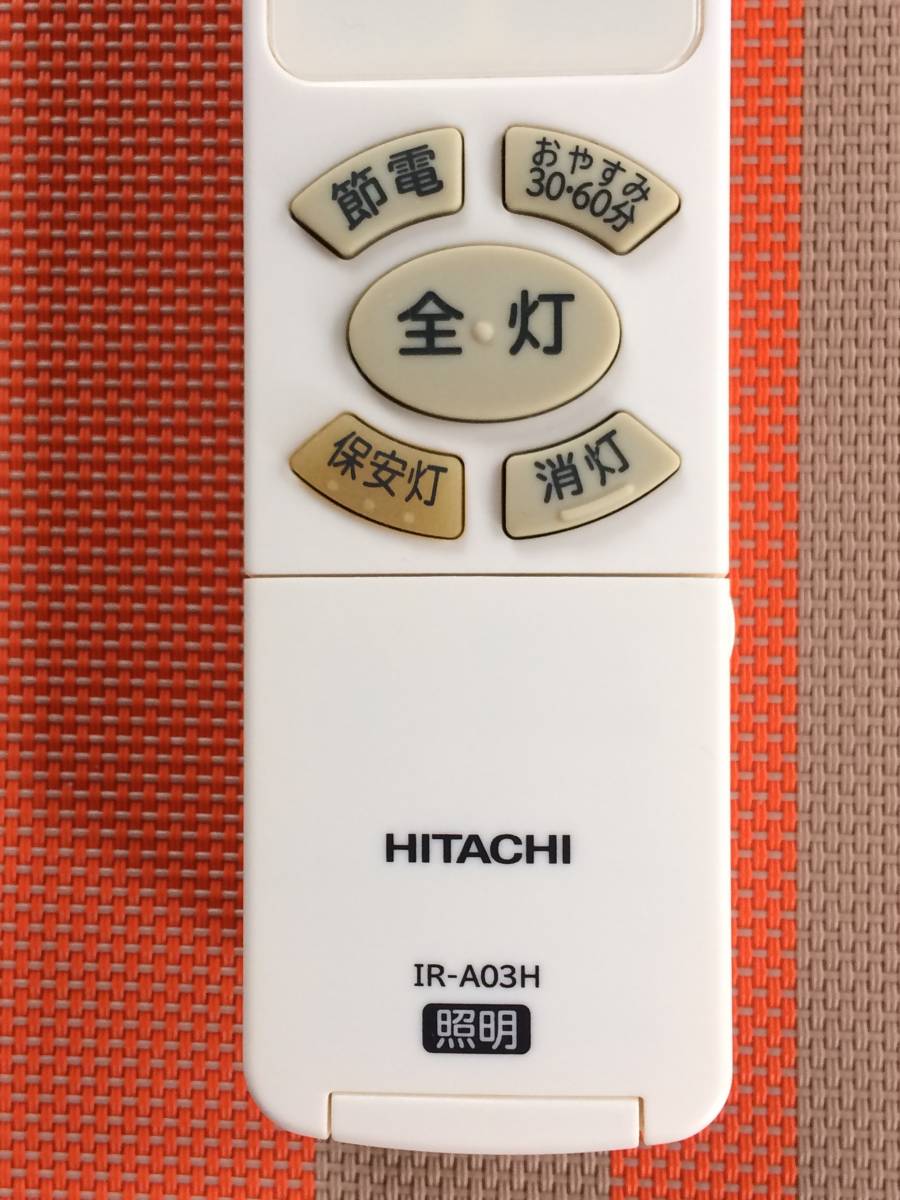 節電
おやすみ
30·60分
全灯
保安灯
消灯
HITACHI
IR-A03H
照明